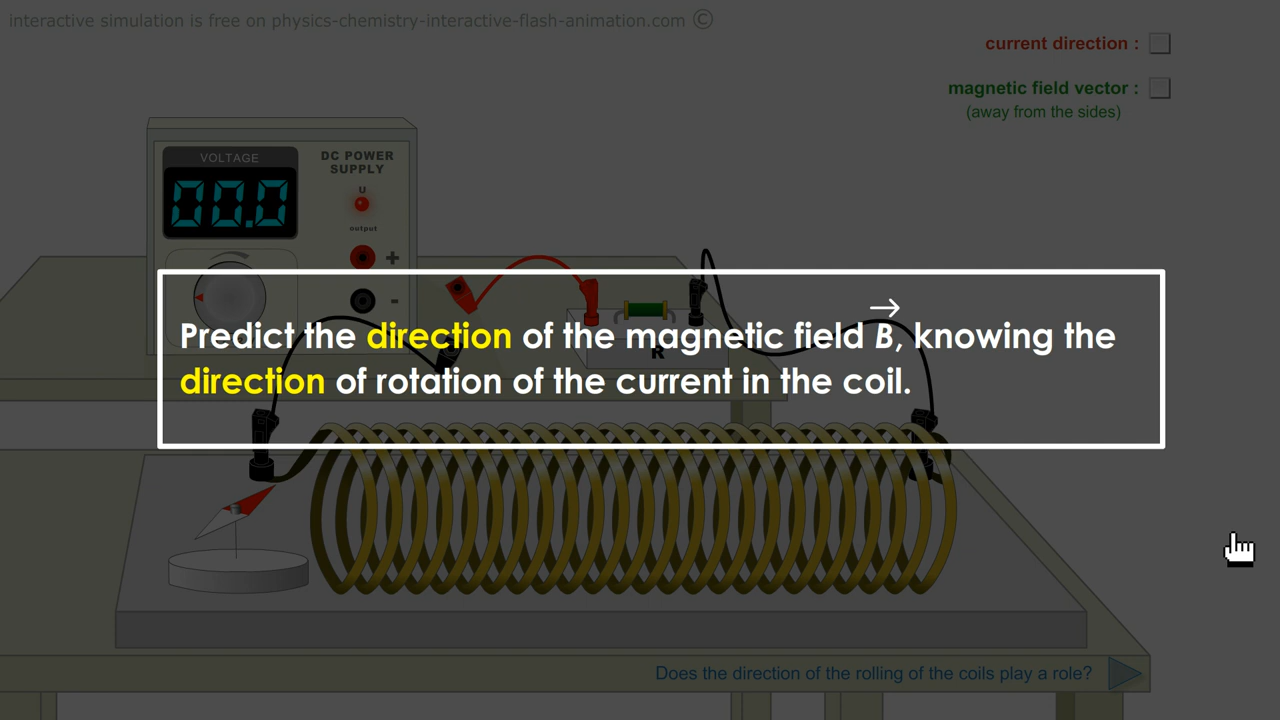 interactive simulation is free on physics-chemistry-interactive-flash-animation.com ©
current direction :
magnetic field vector :
(away from the sides)
VOLTAGE
DC POWER
SUPPLY
00.0
U
output
+
-
Predict the direction of the magnetic field B, knowing the
direction of rotation of the current in the coil.
R
Does the direction of the rolling of the coils play a role?